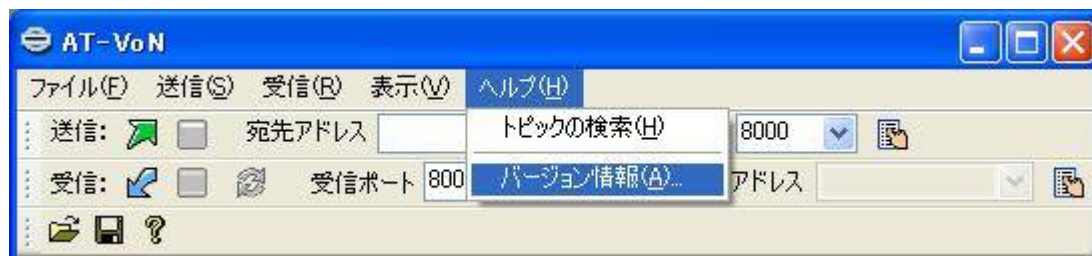 AT-VoN
ファイル(F) 送信(S) 受信(R) 表示(V) ヘルプ(H)
送信: 宛先アドレス トピックの検索(H) 8000
受信: 受信ポート 800 バージョン情報(A)... アドレス